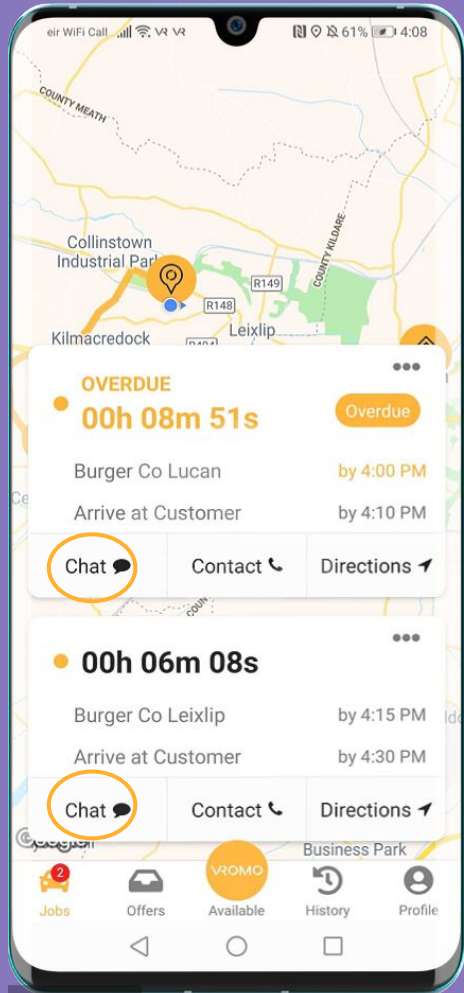 eir WiFi Call
61%
4:08
COUNTY MEATH
COUNTY KILDARE
Collinstown
Industrial Park
R149
R148
Kilmacredock
Leixlip
OVERDUE
00h 08m 51s
Overdue
Burger Co Lucan by 4:00 PM
Arrive at Customer by 4:10 PM
Chat Contact Directions
00h 06m 08s
Burger Co Leixlip by 4:15 PM
Arrive at Customer by 4:30 PM
Chat Contact Directions
Business Park
2
VROMO
Jobs Offers Available History Profile